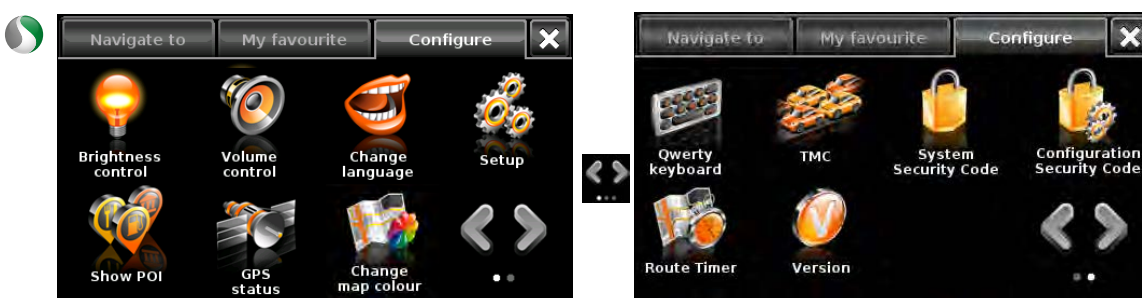 Navigate to
My favourite
Configure
Brightness
control
Volume
control
Change
language
Setup
Show POI
GPS
status
Change
map colour
Navigate to
My favourite
Configure
Qwerty
keyboard
TMC
System
Security Code
Configuration
Security Code
Route Timer
Version